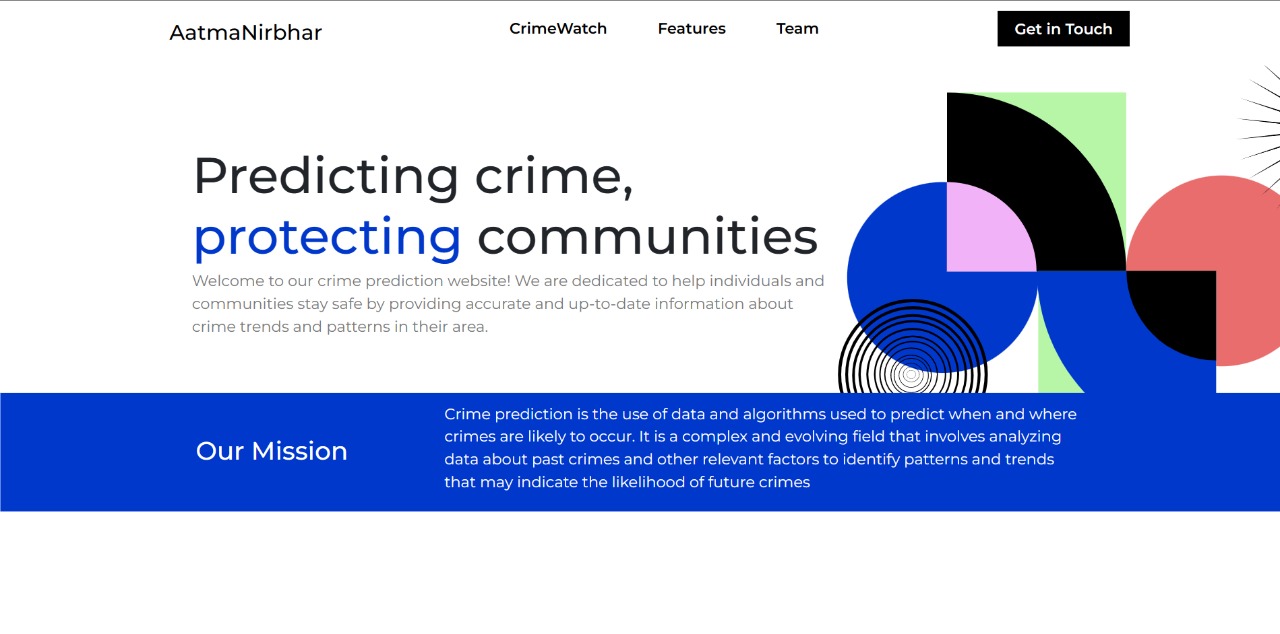 AatmaNirbhar
CrimeWatch
Features
Team
Get in Touch
Predicting crime,
protecting communities
Welcome to our crime prediction website! We are dedicated to help individuals and
communities stay safe by providing accurate and up-to-date information about
crime trends and patterns in their area.
Our Mission
Crime prediction is the use of data and algorithms used to predict when and where
crimes are likely to occur. It is a complex and evolving field that involves analyzing
data about past crimes and other relevant factors to identify patterns and trends
that may indicate the likelihood of future crimes